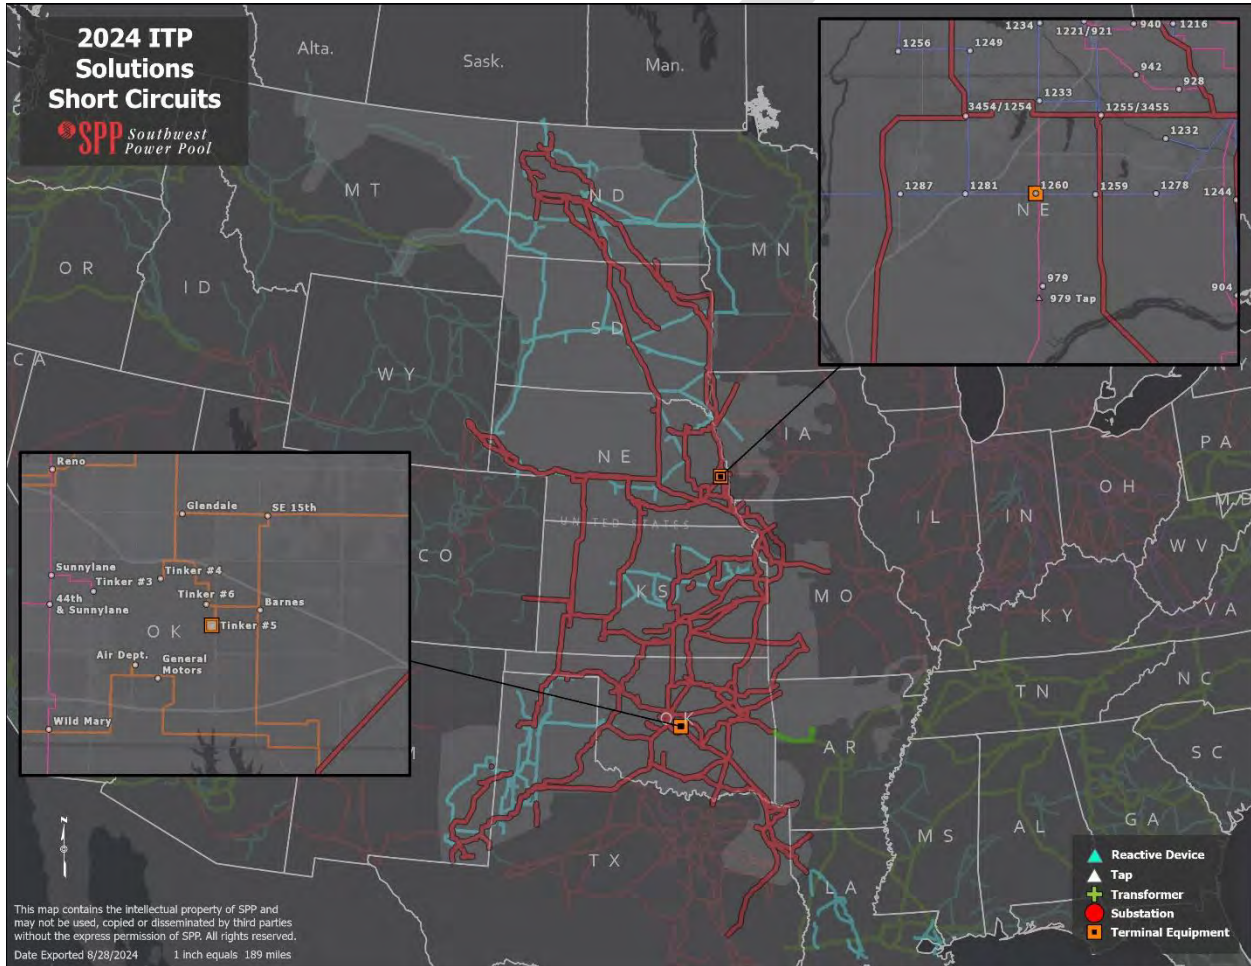 2024 ITP
Solutions
Short Circuits
SPP Southwest
Power Pool
Alta.
Sask.
Man.
MT
ND
MN
OR
ID
SD
WY
CA
NE
IA
PA
OH
IL
IN
MD
WV
VA
UNITED STATES
CO
KS
MO
KY
OK
TN
NC
AR
SC
MS
AL
GA
TX
LA
1234
1221/921
940
1216
1256
1249
942
928
1233
3454/1254
1255/3455
1232
1287
1281
1260
1259
1278
1244
NE
979
979 Tap
904
Reno
Glendale
SE 15th
Sunnylane
Tinker #3
Tinker #4
44th
& Sunnylane
Tinker #6
Barnes
OK
Tinker #5
Air Dept.
General
Motors
Wild Mary
M
N
Reactive Device
Tap
Transformer
Substation
Terminal Equipment
This map contains the intellectual property of SPP and
may not be used, copied or disseminated by third parties
without the express permission of SPP. All rights reserved.
Date Exported 8/28/2024 1 inch equals 189 miles